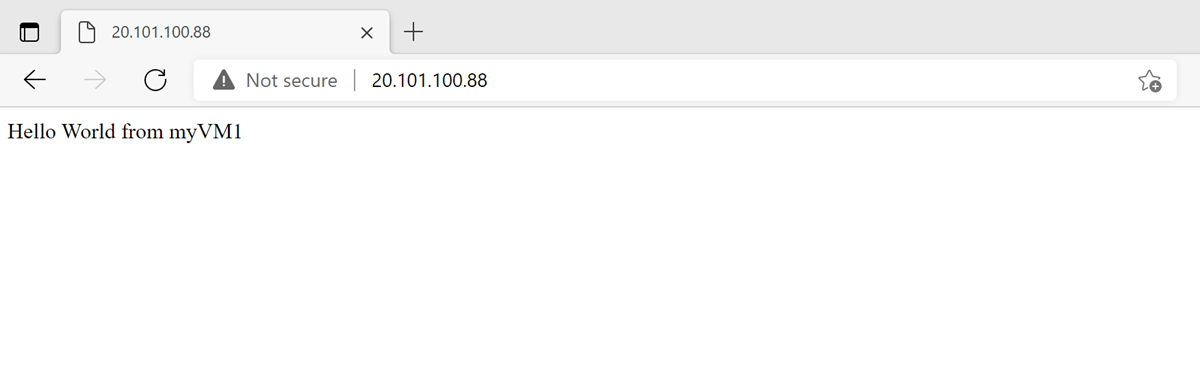 20.101.100.88
Not secure 20.101.100.88
Hello World from myVM1